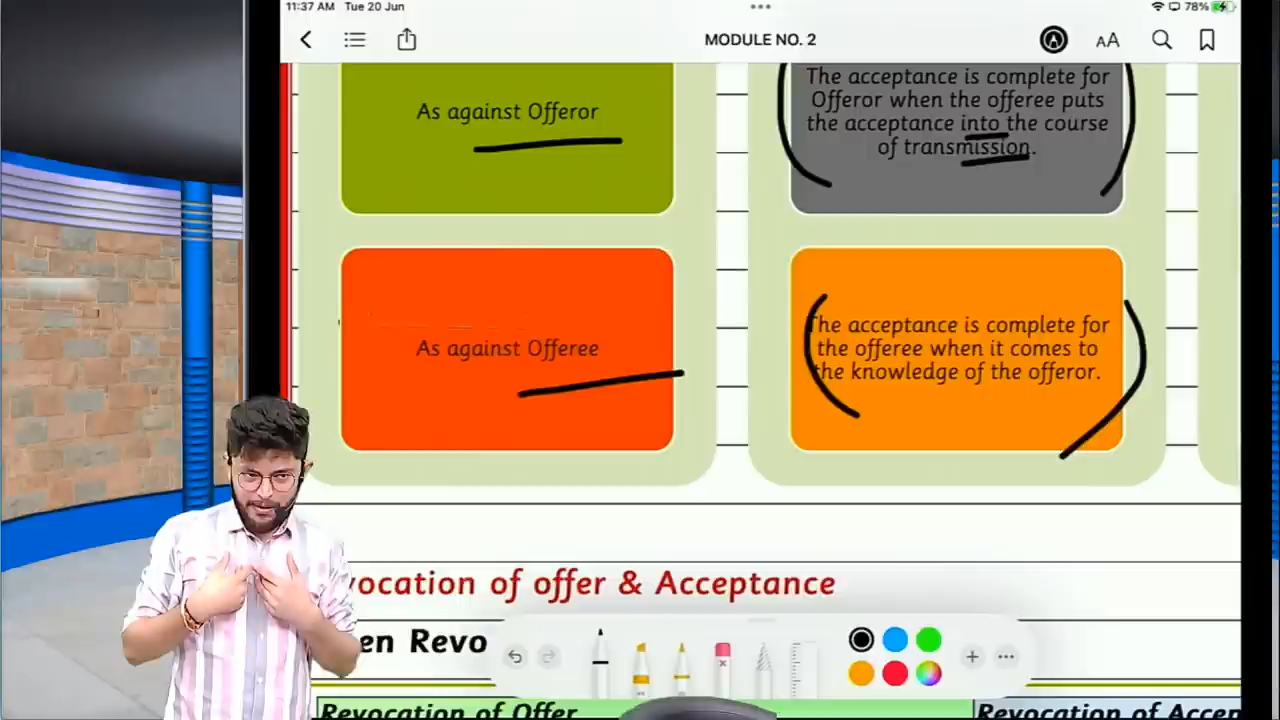 11:37 AM Tue 20 Jun
78%
MODULE NO. 2
AA
As against Offeror
The acceptance is complete for
Offeror when the offeree puts
the acceptance into the course
of transmission.
As against Offeree
The acceptance is complete for
the offeree when it comes to
the knowledge of the offeror.
vocation of offer & Acceptance
en Revo
Revocation of Offer
Revocation of Accep